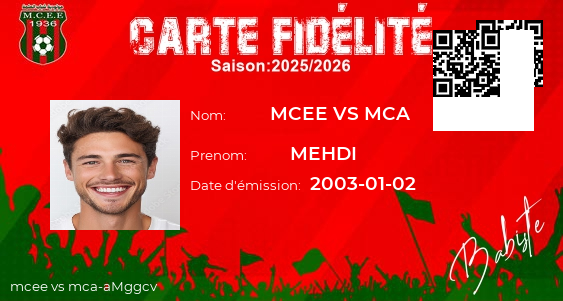 M.C.E.E
1936
CARTE FIDÉLITÉ
Saison:2025/2026
Nom: MCEE VS MCA
Prenom: MEHDI
Date d'émission: 2003-01-02
Babiste
mcee vs mca-aMggcv